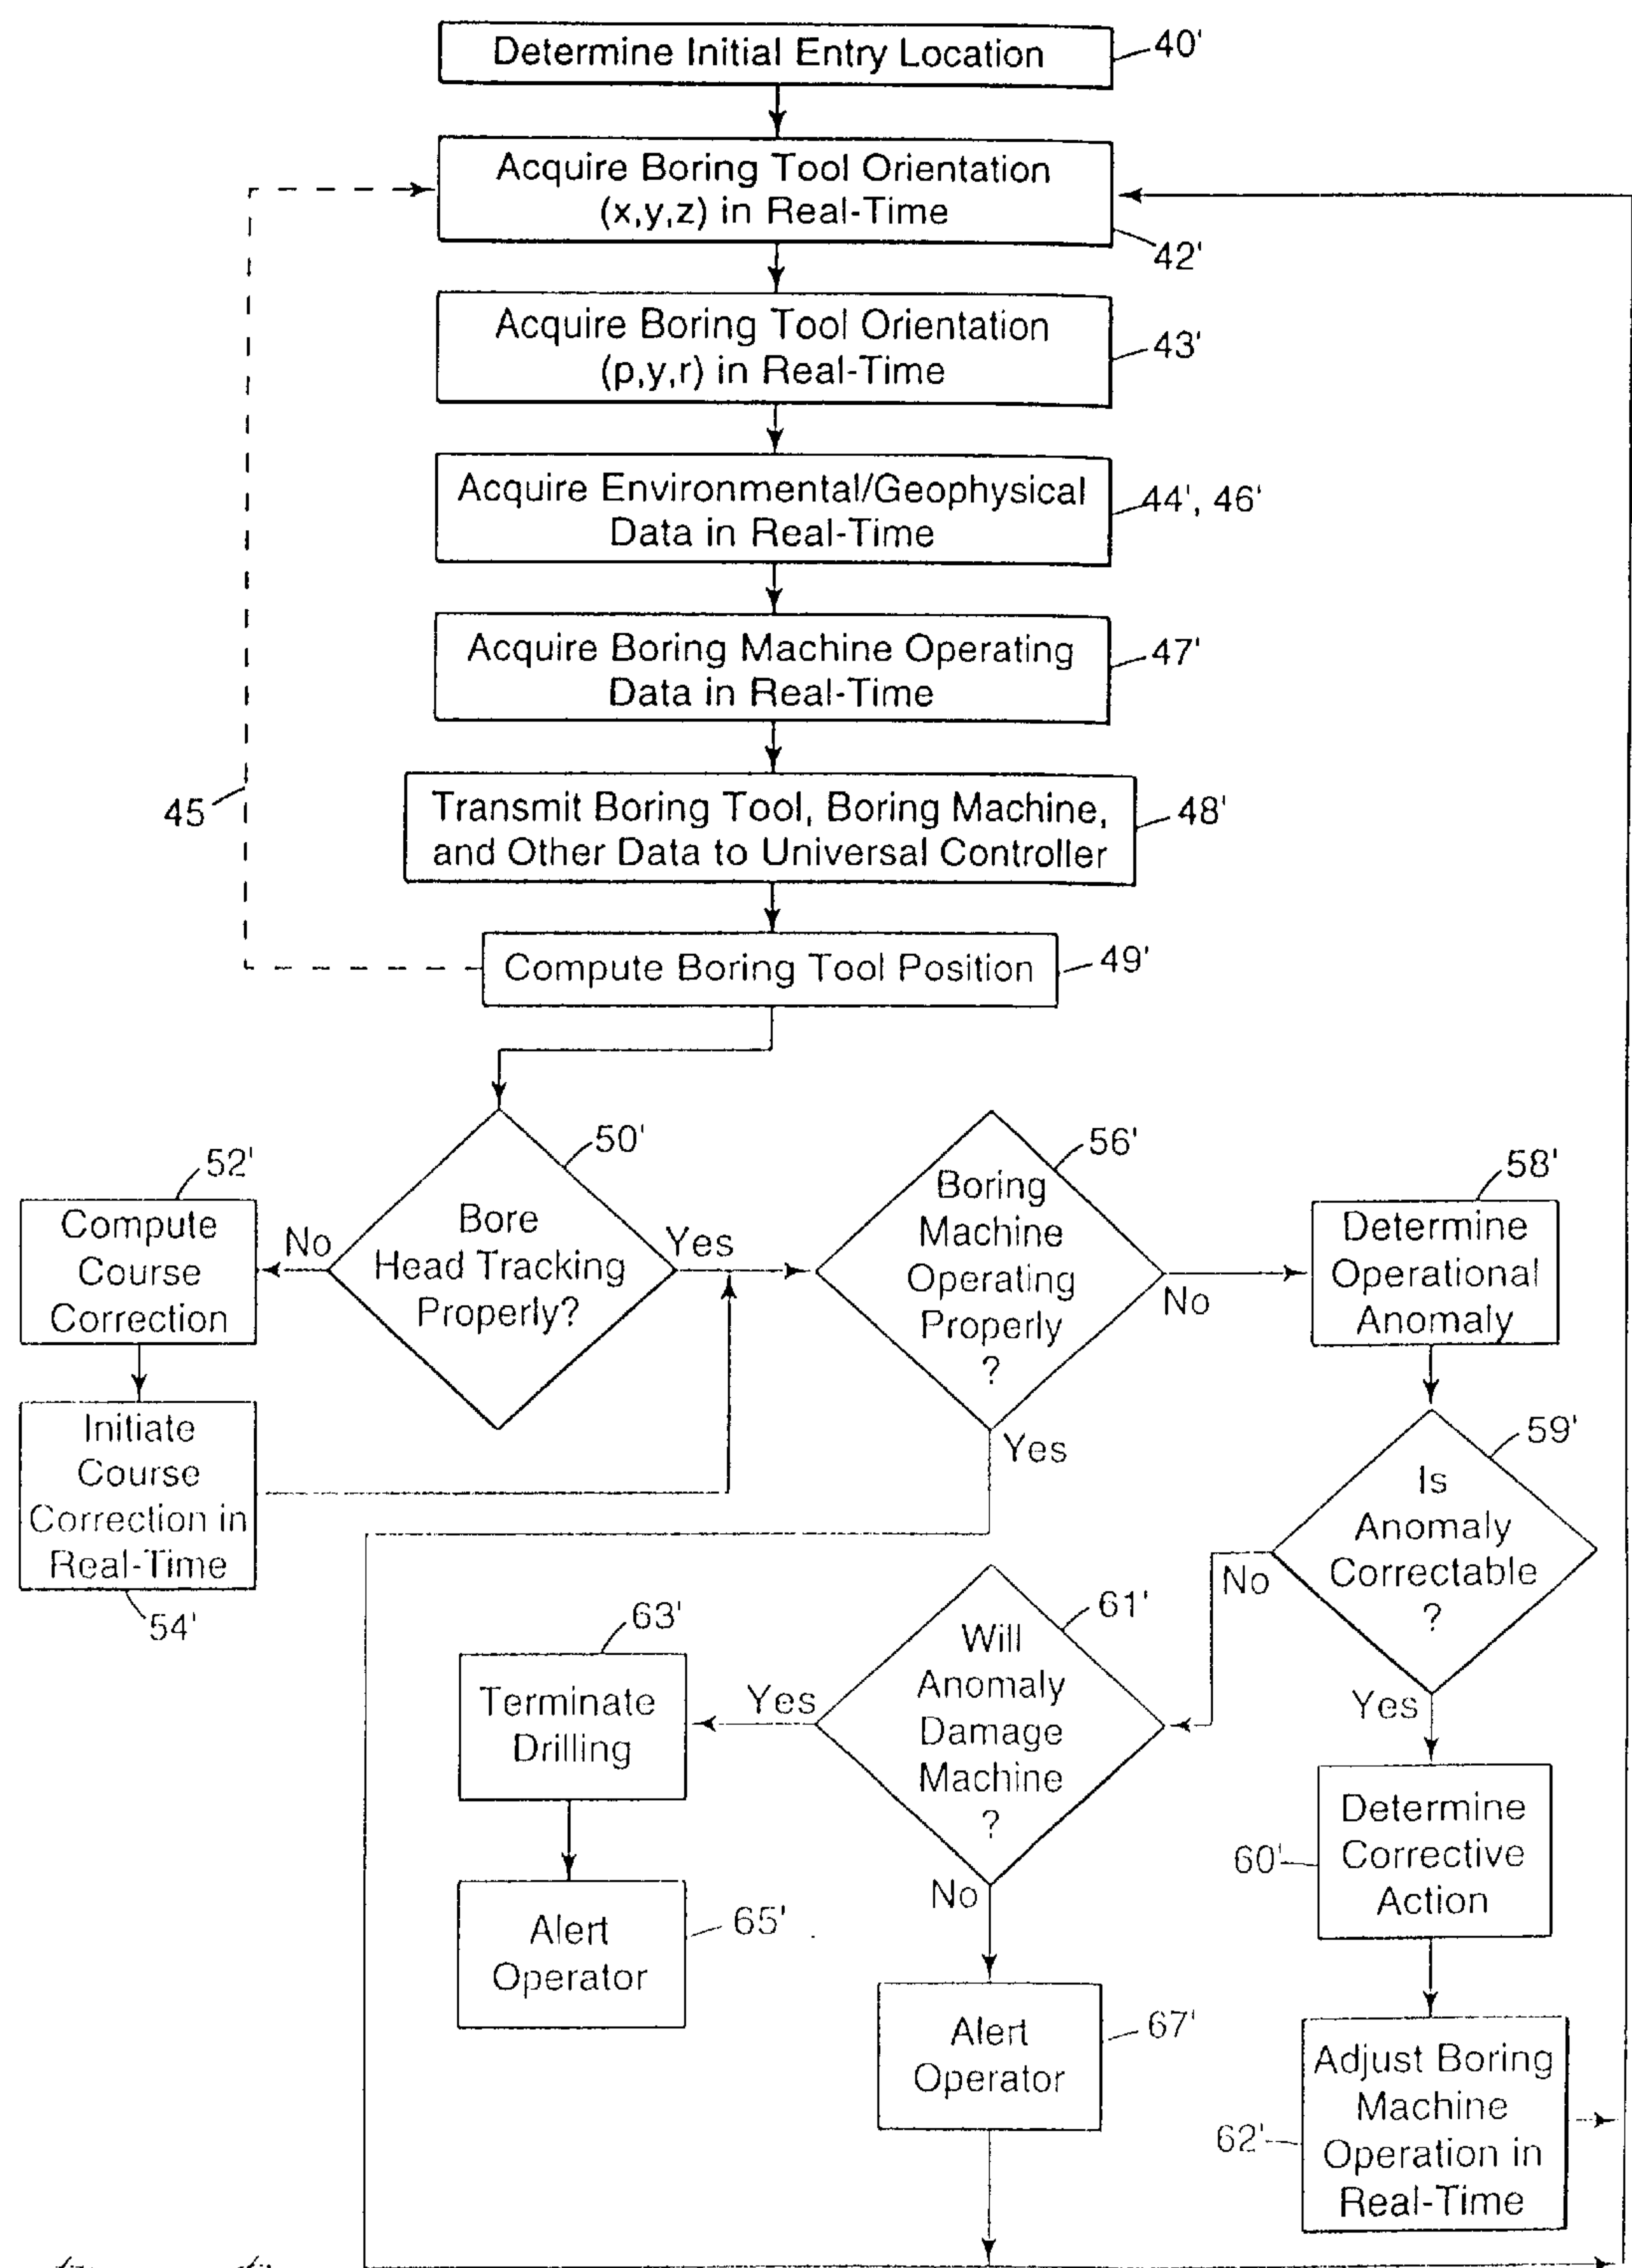 Determine Initial Entry Location
40'
Acquire Boring Tool Orientation
(x,y,z) in Real-Time
42'
Acquire Boring Tool Orientation
(p,y,r) in Real-Time
43'
Acquire Environmental/Geophysical
Data in Real-Time
44', 46'
Acquire Boring Machine Operating
Data in Real-Time
47'
45
Transmit Boring Tool, Boring Machine,
and Other Data to Universal Controller
48'
Compute Boring Tool Position
49'
50'
Bore
Head Tracking
Properly?
No
Yes
52'
Compute
Course
Correction
Initiate
Course
Correction in
Real-Time
54'
56'
Boring
Machine
Operating
Properly
?
No
Yes
58'
Determine
Operational
Anomaly
59'
Is
Anomaly
Correctable
?
No
Yes
61'
Will
Anomaly
Damage
Machine
?
Yes
No
63'
Terminate
Drilling
Alert
Operator
65'
Alert
Operator
67'
60'
Determine
Corrective
Action
62'
Adjust Boring
Machine
Operation in
Real-Time